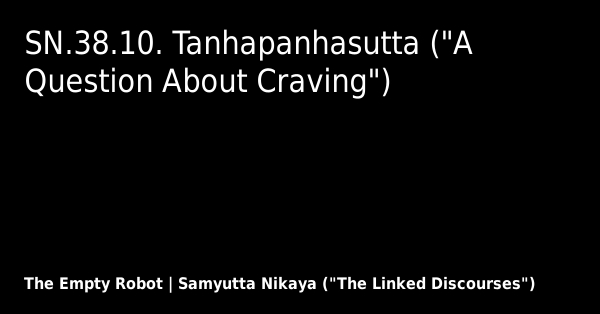 SN.38.10. Tanhapanhasutta ("A
Question About Craving")
The Empty Robot | Samyutta Nikaya ("The Linked Discourses")